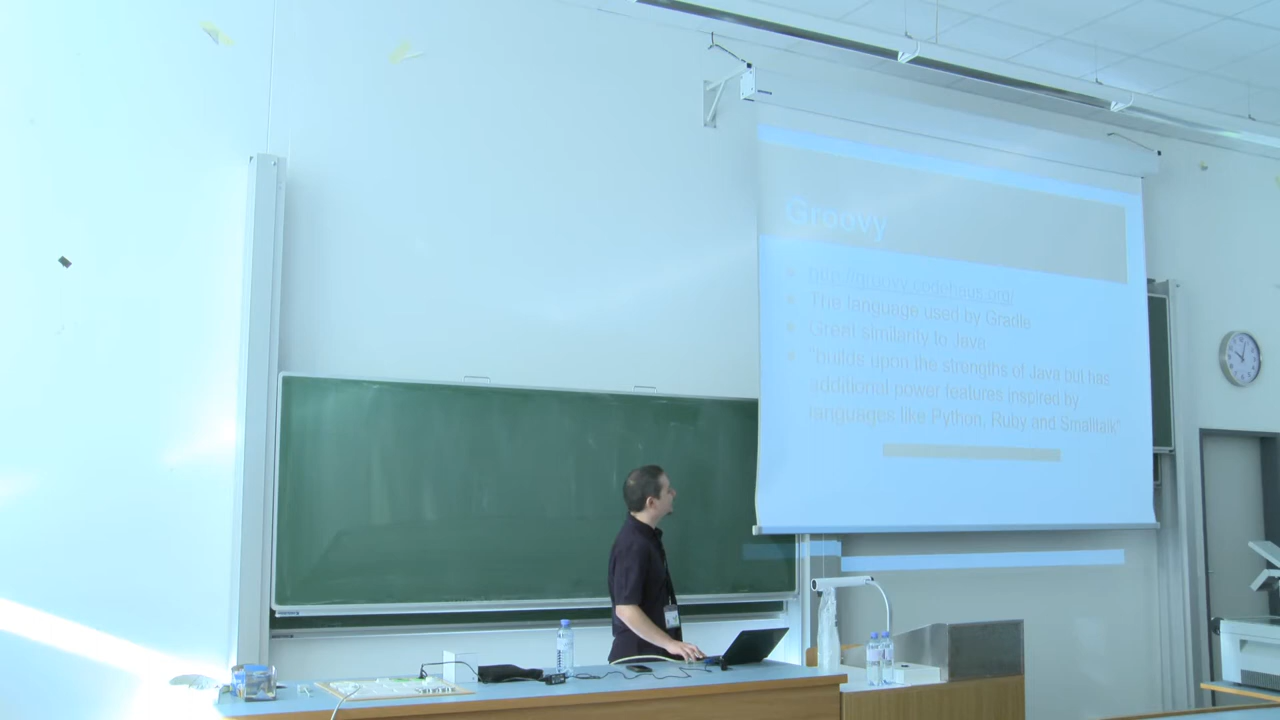 Groovy
http://groovy.codehaus.org/
The language used by Gradle
Great similarity to Java
"builds upon the strengths of Java but has
additional power features inspired by
languages like Python, Ruby and Smalltalk"